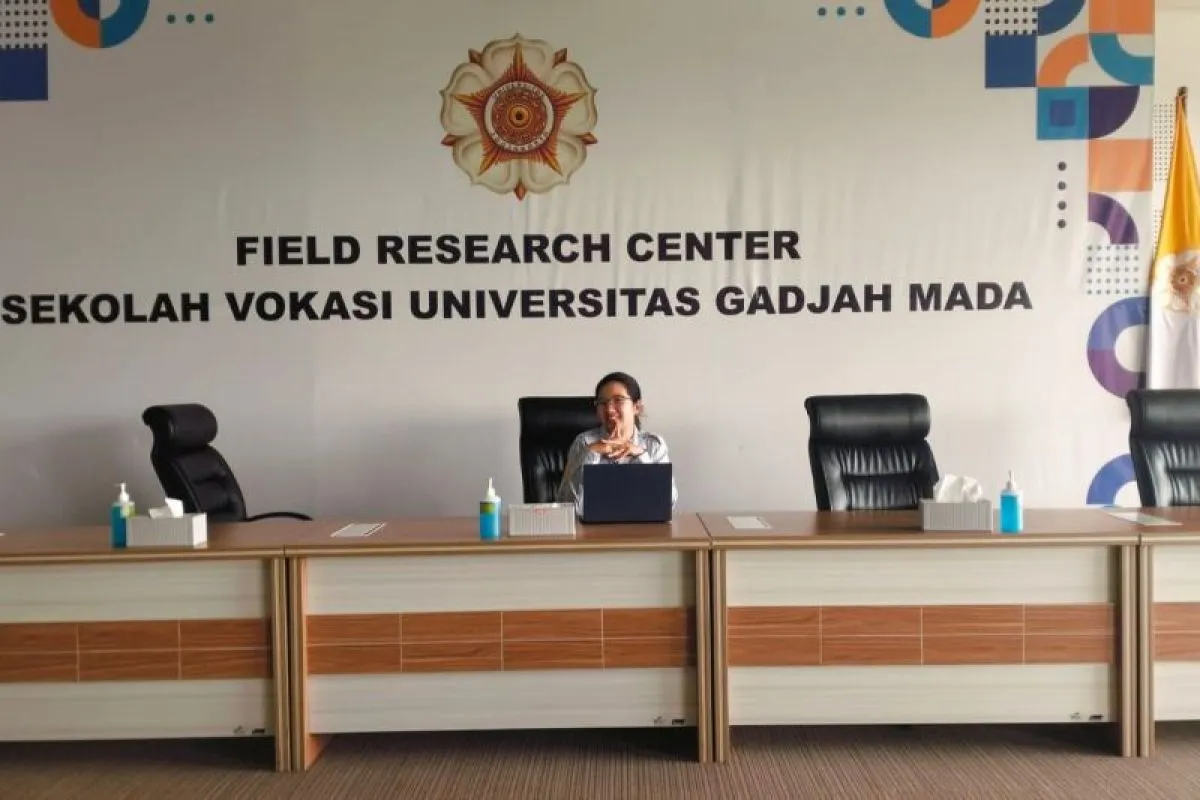 FIELD RESEARCH CENTER
SEKOLAH VOKASI UNIVERSITAS GADJAH MADA